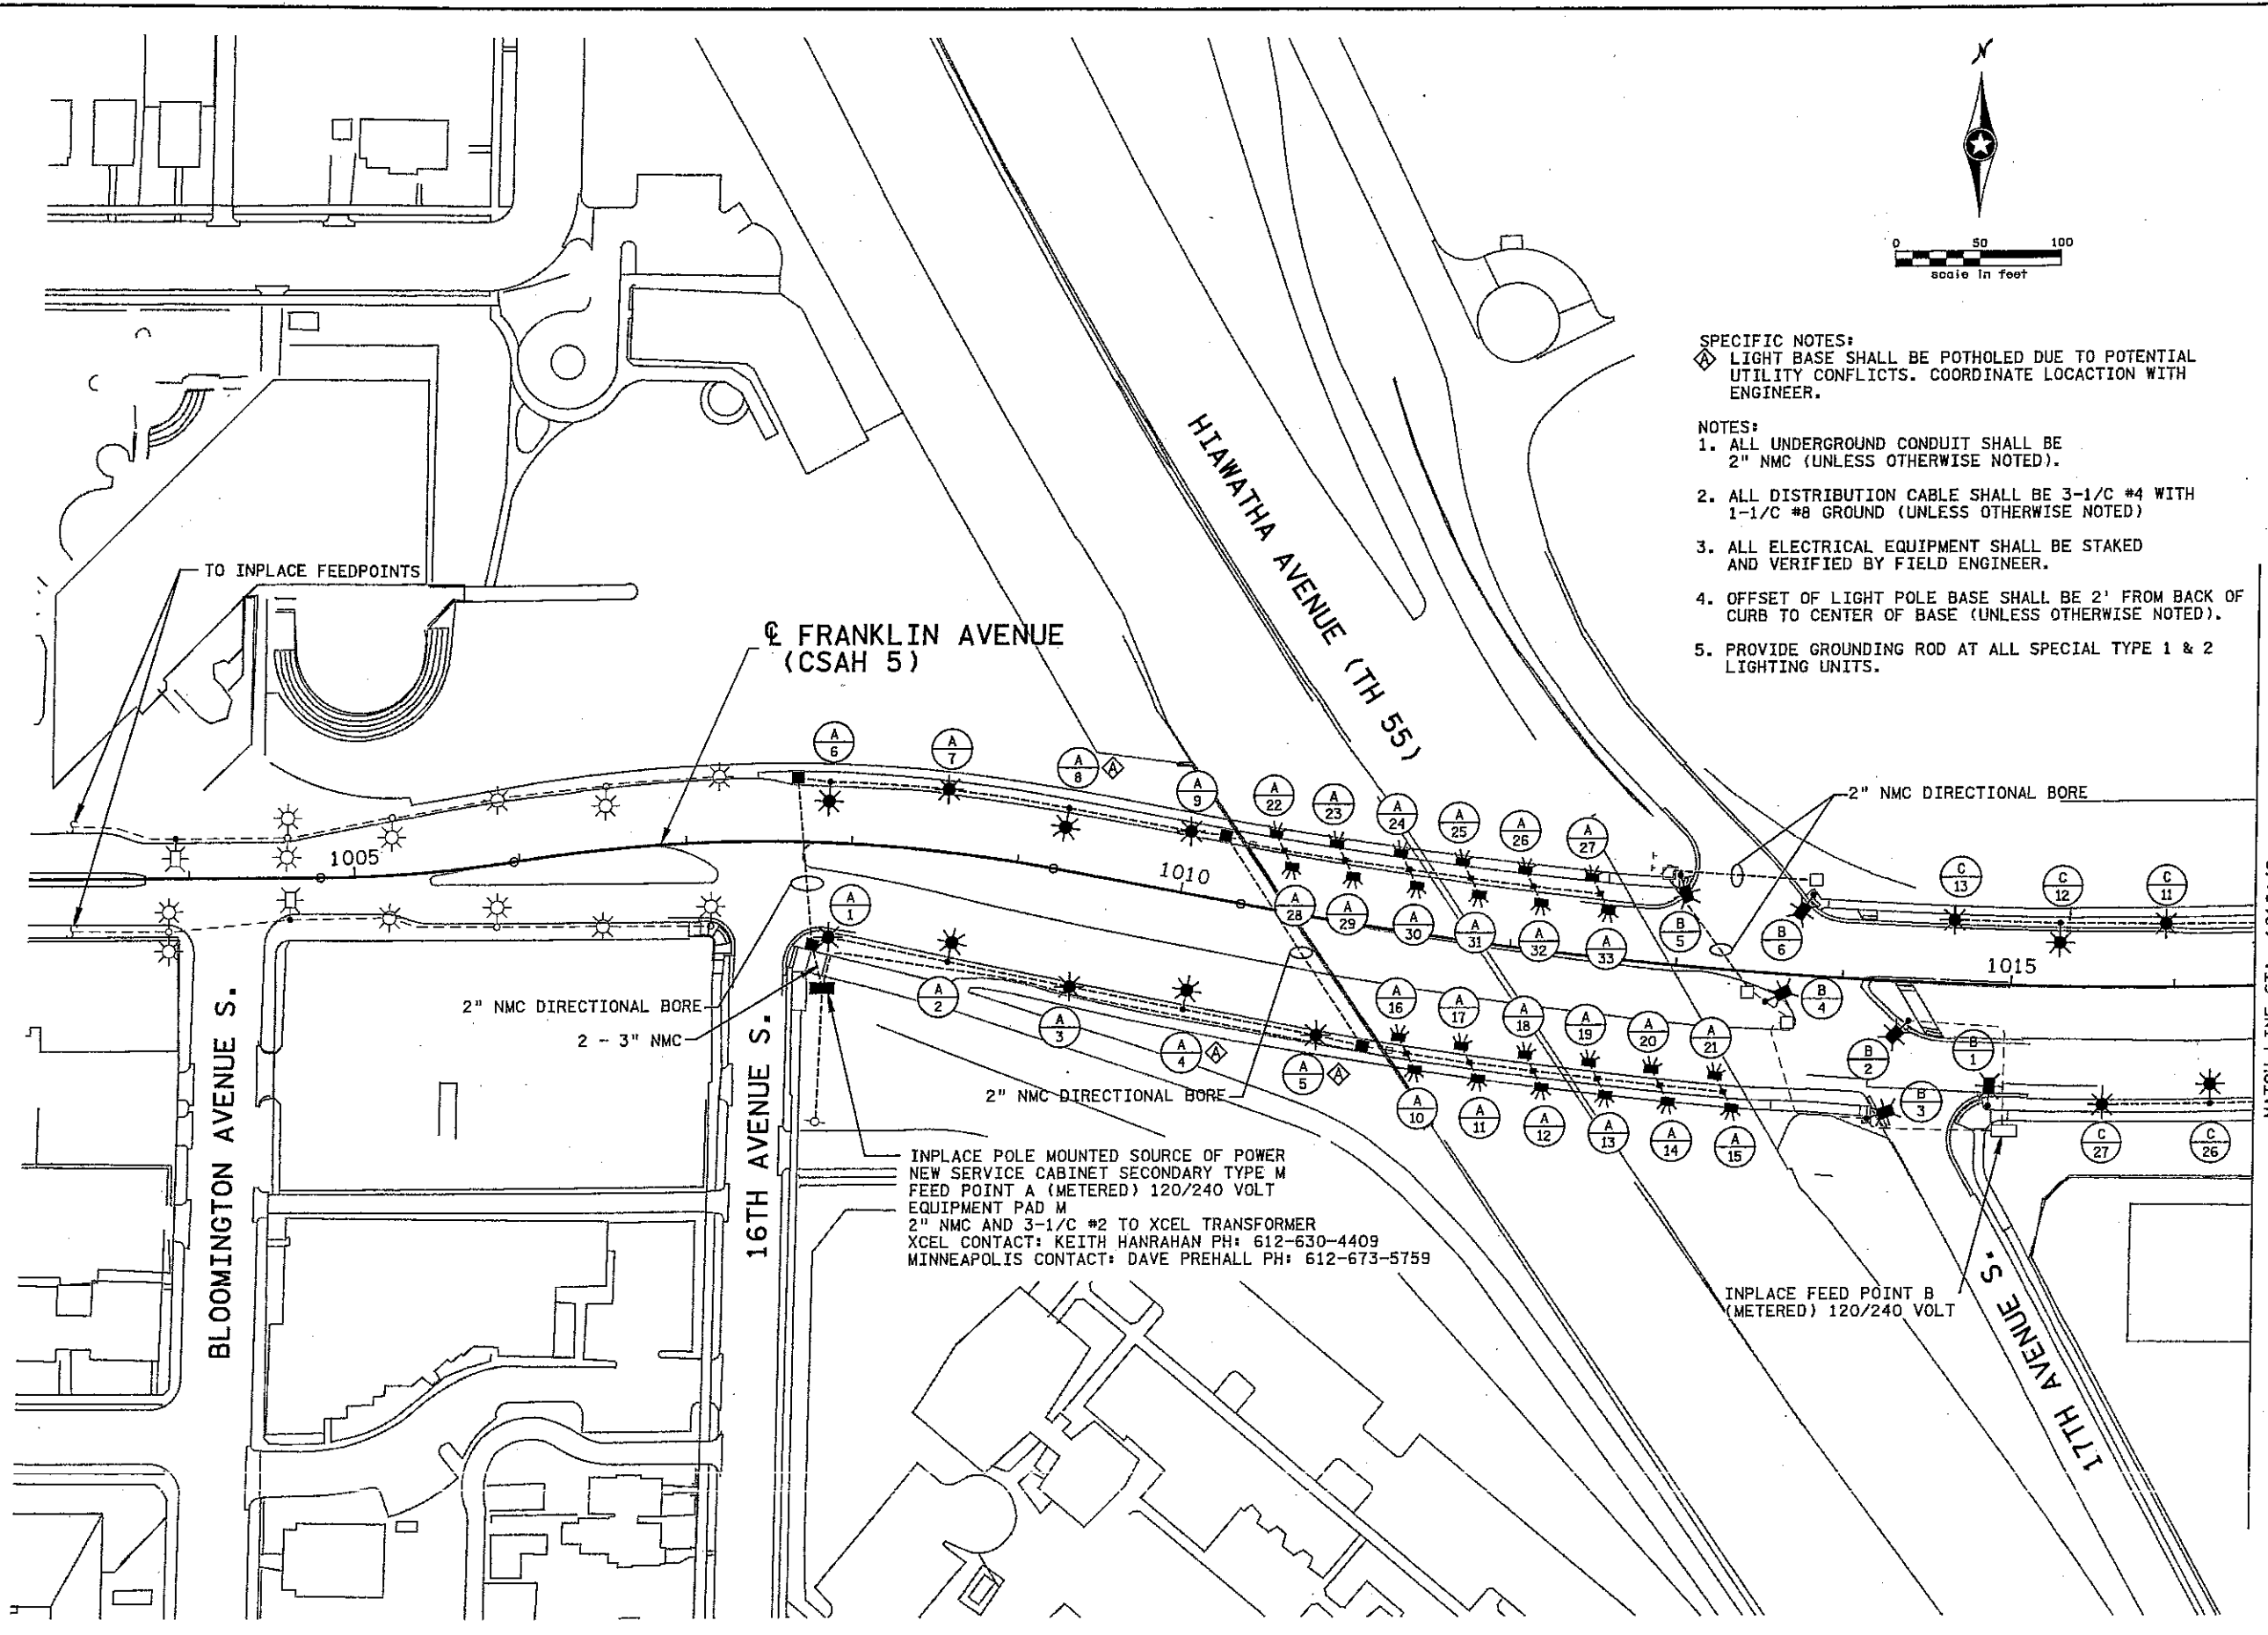 N
0 50 100
scale in feet
SPECIFIC NOTES:
A LIGHT BASE SHALL BE POTHOLED DUE TO POTENTIAL
UTILITY CONFLICTS. COORDINATE LOCACTION WITH
ENGINEER.
NOTES:
1. ALL UNDERGROUND CONDUIT SHALL BE
2" NMC (UNLESS OTHERWISE NOTED).
2. ALL DISTRIBUTION CABLE SHALL BE 3-1/C #4 WITH
1-1/C #8 GROUND (UNLESS OTHERWISE NOTED)
3. ALL ELECTRICAL EQUIPMENT SHALL BE STAKED
AND VERIFIED BY FIELD ENGINEER.
4. OFFSET OF LIGHT POLE BASE SHALL BE 2' FROM BACK OF
CURB TO CENTER OF BASE (UNLESS OTHERWISE NOTED).
5. PROVIDE GROUNDING ROD AT ALL SPECIAL TYPE 1 & 2
LIGHTING UNITS.
HIAWATHA AVENUE (TH 55)
TO INPLACE FEEDPOINTS
℄ FRANKLIN AVENUE
(CSAH 5)
A 6
A 7
A 8
A
A 9
A 22
A 23
A 24
A 25
A 26
A 27
2" NMC DIRECTIONAL BORE
1005
1010
1015
C 13
C 12
C 11
A 1
A 28
A 29
A 30
A 31
A 32
A 33
B 5
B 6
2" NMC DIRECTIONAL BORE
2 - 3" NMC
A 2
A 3
A 4
A
A 5
A
A 16
A 17
A 18
A 19
A 20
A 21
B 4
B 2
B 1
B 3
2" NMC DIRECTIONAL BORE
A 10
A 11
A 12
A 13
A 14
A 15
C 27
C 26
BLOOMINGTON AVENUE S.
16TH AVENUE S.
INPLACE POLE MOUNTED SOURCE OF POWER
NEW SERVICE CABINET SECONDARY TYPE M
FEED POINT A (METERED) 120/240 VOLT
EQUIPMENT PAD M
2" NMC AND 3-1/C #2 TO XCEL TRANSFORMER
XCEL CONTACT: KEITH HANRAHAN PH: 612-630-4409
MINNEAPOLIS CONTACT: DAVE PREHALL PH: 612-673-5759
INPLACE FEED POINT B
(METERED) 120/240 VOLT
17TH AVENUE S.